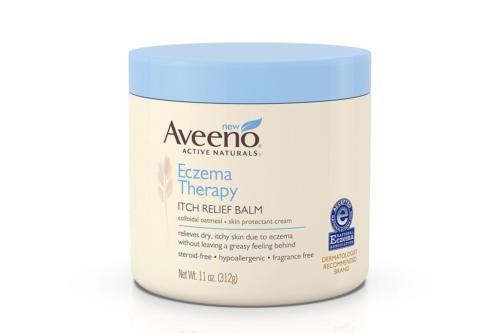 new
Aveeno®
ACTIVE NATURALS®
Eczema
Therapy
ITCH RELIEF BALM
colloidal oatmeal • skin protectant cream
relieves dry, itchy skin due to eczema
without leaving a greasy feeling behind
steroid-free • hypoallergenic • fragrance free
Net Wt. 11 oz. (312g)
ACCEPTED
e
NATIONAL
Eczema
ASSOCIATION
DERMATOLOGIST
RECOMMENDED
BRAND